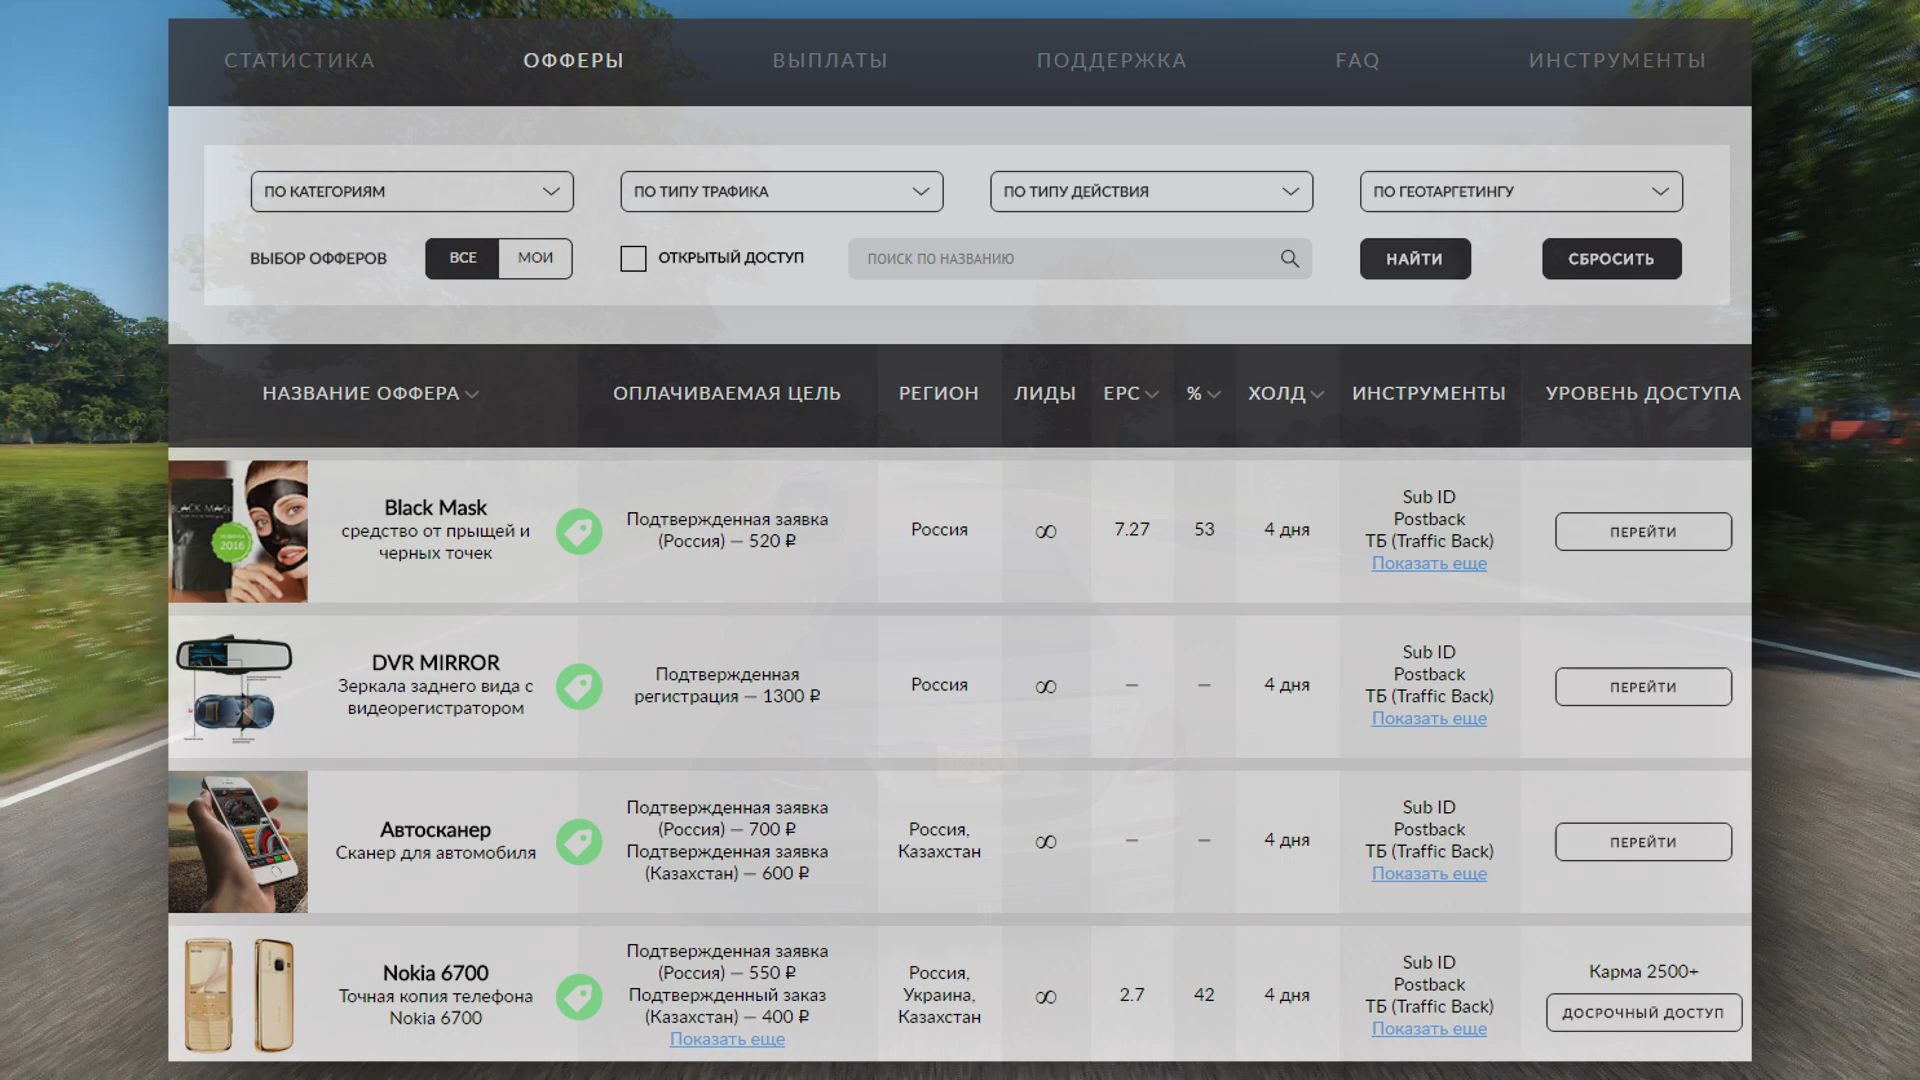 СТАТИСТИКА ОФФЕРЫ ВЫПЛАТЫ ПОДДЕРЖКА FAQ ИНСТРУМЕНТЫ
ПО КАТЕГОРИЯМ ПО ТИПУ ТРАФИКА ПО ТИПУ ДЕЙСТВИЯ ПО ГЕОТАРГЕТИНГУ
ВЫБОР ОФФЕРОВ ВСЕ МОИ ОТКРЫТЫЙ ДОСТУП ПОИСК ПО НАЗВАНИЮ НАЙТИ СБРОСИТЬ
НАЗВАНИЕ ОФФЕРА ОПЛАЧИВАЕМАЯ ЦЕЛЬ РЕГИОН ЛИДЫ EPC % ХОЛД ИНСТРУМЕНТЫ УРОВЕНЬ ДОСТУПА
BLACK MASK
2016
Black Mask
средство от прыщей и
черных точек
Подтвержденная заявка
(Россия) — 520 ₽
Россия
∞
7.27
53
4 дня
Sub ID
Postback
ТБ (Traffic Back)
Показать еще
ПЕРЕЙТИ
DVR MIRROR
Зеркала заднего вида с
видеорегистратором
Подтвержденная
регистрация — 1300 ₽
Россия
∞
–
–
4 дня
Sub ID
Postback
ТБ (Traffic Back)
Показать еще
ПЕРЕЙТИ
Автосканер
Сканер для автомобиля
Подтвержденная заявка
(Россия) — 700 ₽
Подтвержденная заявка
(Казахстан) — 600 ₽
Россия,
Казахстан
∞
–
–
4 дня
Sub ID
Postback
ТБ (Traffic Back)
Показать еще
ПЕРЕЙТИ
Nokia 6700
Точная копия телефона
Nokia 6700
Подтвержденная заявка
(Россия) — 550 ₽
Подтвержденный заказ
(Казахстан) — 400 ₽
Показать еще
Россия,
Украина,
Казахстан
∞
2.7
42
4 дня
Sub ID
Postback
ТБ (Traffic Back)
Показать еще
Карма 2500+
ДОСРОЧНЫЙ ДОСТУП